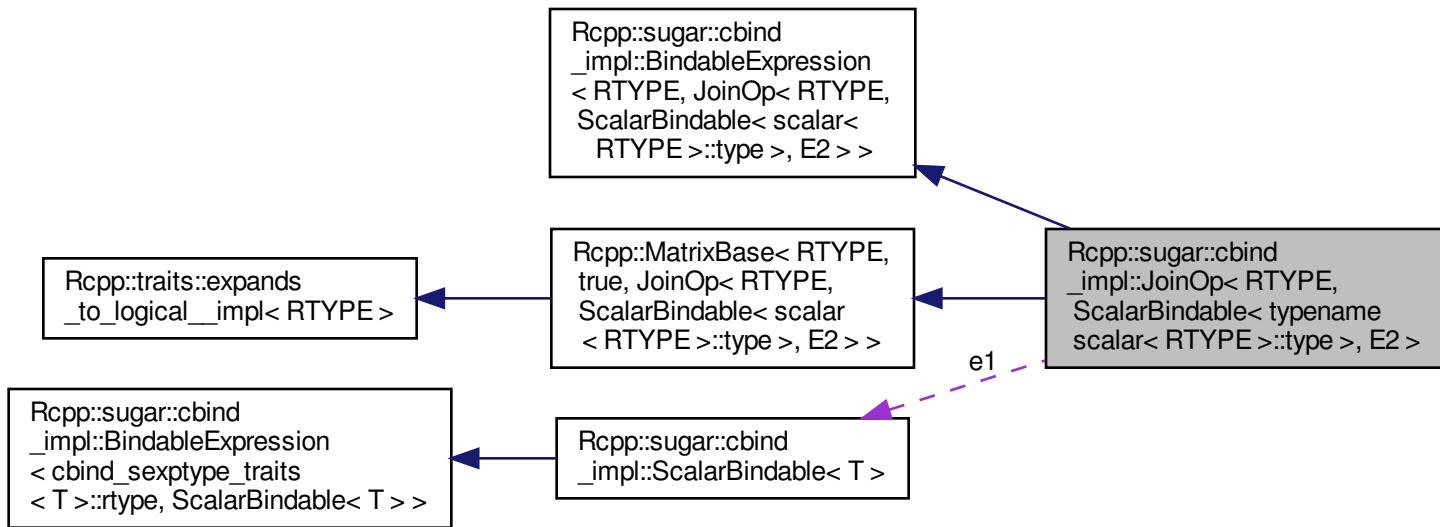 Rcpp::sugar::cbind
_impl::BindableExpression
< RTYPE, JoinOp< RTYPE,
ScalarBindable< scalar<
RTYPE >::type >, E2 > >
Rcpp::traits::expands
_to_logical__impl< RTYPE >
Rcpp::MatrixBase< RTYPE,
true, JoinOp< RTYPE,
ScalarBindable< scalar
< RTYPE >::type >, E2 > >
Rcpp::sugar::cbind
_impl::JoinOp< RTYPE,
ScalarBindable< typename
scalar< RTYPE >::type >, E2 >
e1
Rcpp::sugar::cbind
_impl::BindableExpression
< cbind_sexptype_traits
< T >::rtype, ScalarBindable< T > >
Rcpp::sugar::cbind
_impl::ScalarBindable< T >